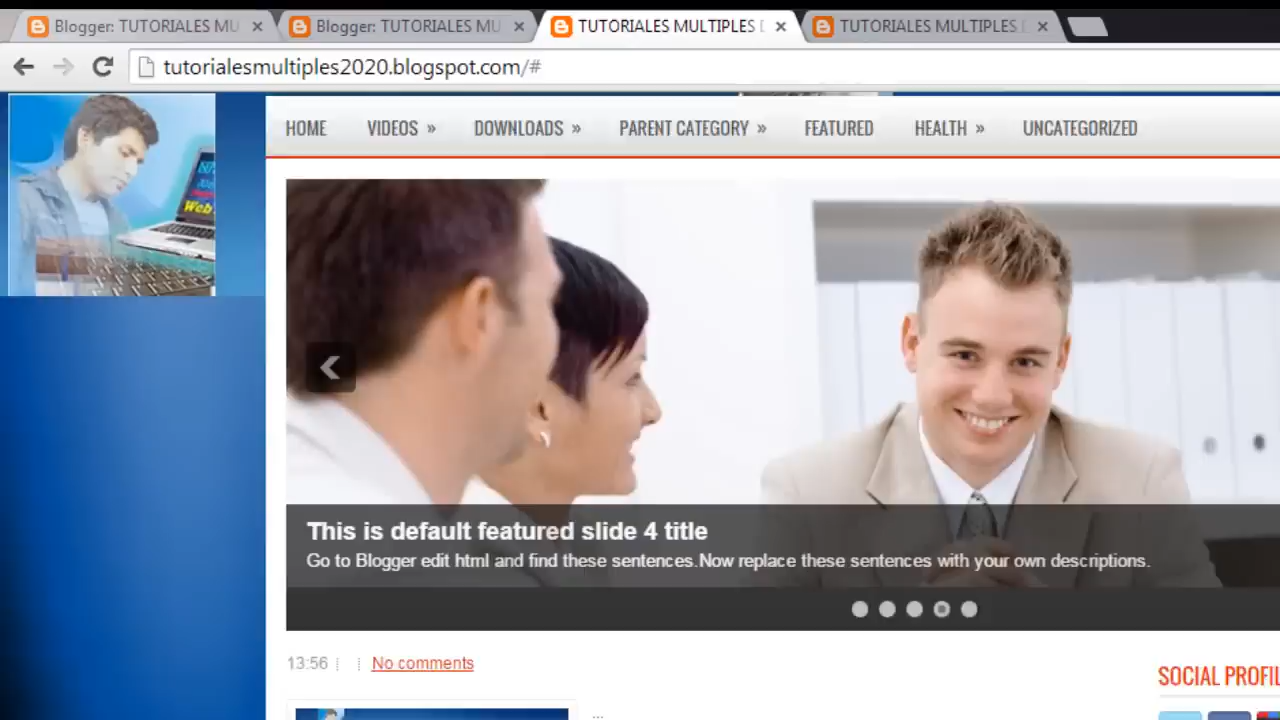 Blogger: TUTORIALES MU
Blogger: TUTORIALES MU
TUTORIALES MULTIPLES
TUTORIALES MULTIPLES
tutorialesmultiples2020.blogspot.com/#
HOME VIDEOS » DOWNLOADS » PARENT CATEGORY » FEATURED HEALTH » UNCATEGORIZED
Web
This is default featured slide 4 title
Go to Blogger edit html and find these sentences.Now replace these sentences with your own descriptions.
13:56
No comments
SOCIAL PROFIL
...